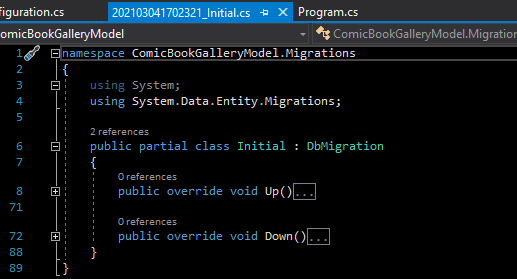 figuration.cs 202103041702321_Initial.cs Program.cs
omicBookGalleryModel ComicBookGalleryModel.Migration
1 namespace ComicBookGalleryModel.Migrations
2 {
3 using System;
4 using System.Data.Entity.Migrations;
5
2 references
6 public partial class Initial : DbMigration
7 {
0 references
8 public override void Up()...
71
0 references
72 public override void Down()...
88 }
89 }